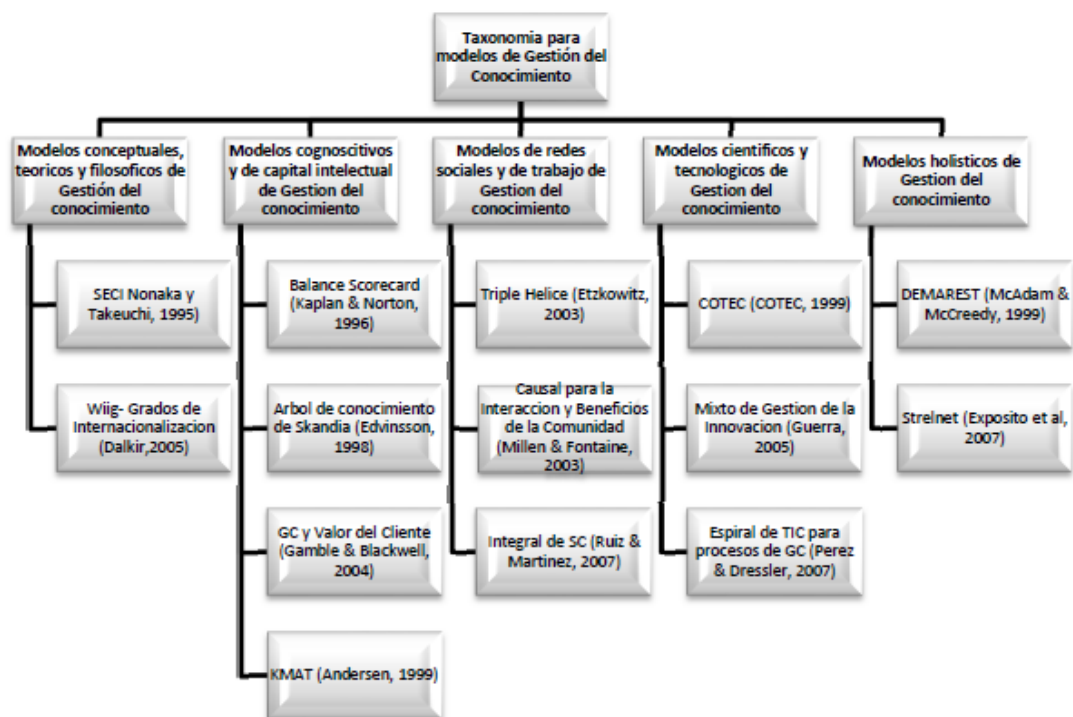 Taxonomia para
modelos de Gestión del
Conocimiento
Modelos conceptuales,
teoricos y filosoficos de
Gestión del
conocimiento
Modelos cognoscitivos
y de capital intelectual
de Gestion del
conocimiento
Modelos de redes
sociales y de trabajo de
Gestion del
conocimiento
Modelos cientificos y
tecnologicos de
Gestion del
conocimiento
Modelos holisticos de
Gestion del
conocimiento
SECI Nonaka y
Takeuchi, 1995)
Balance Scorecard
(Kaplan & Norton,
1996)
Triple Helice (Etzkowitz,
2003)
COTEC (COTEC, 1999)
DEMAREST (McAdam &
McCreedy, 1999)
Wiig- Grados de
Internacionalizacion
(Dalkir,2005)
Arbol de conocimiento
de Skandia (Edvinsson,
1998)
Causal para la
Interaccion y Beneficios
de la Comunidad
(Millen & Fontaine,
2003)
Mixto de Gestion de la
Innovacion (Guerra,
2005)
Strelnet (Exposito et al,
2007)
GC y Valor del Cliente
(Gamble & Blackwell,
2004)
Integral de SC (Ruiz &
Martinez, 2007)
Espiral de TIC para
procesos de GC (Perez
& Dressler, 2007)
KMAT (Andersen, 1999)